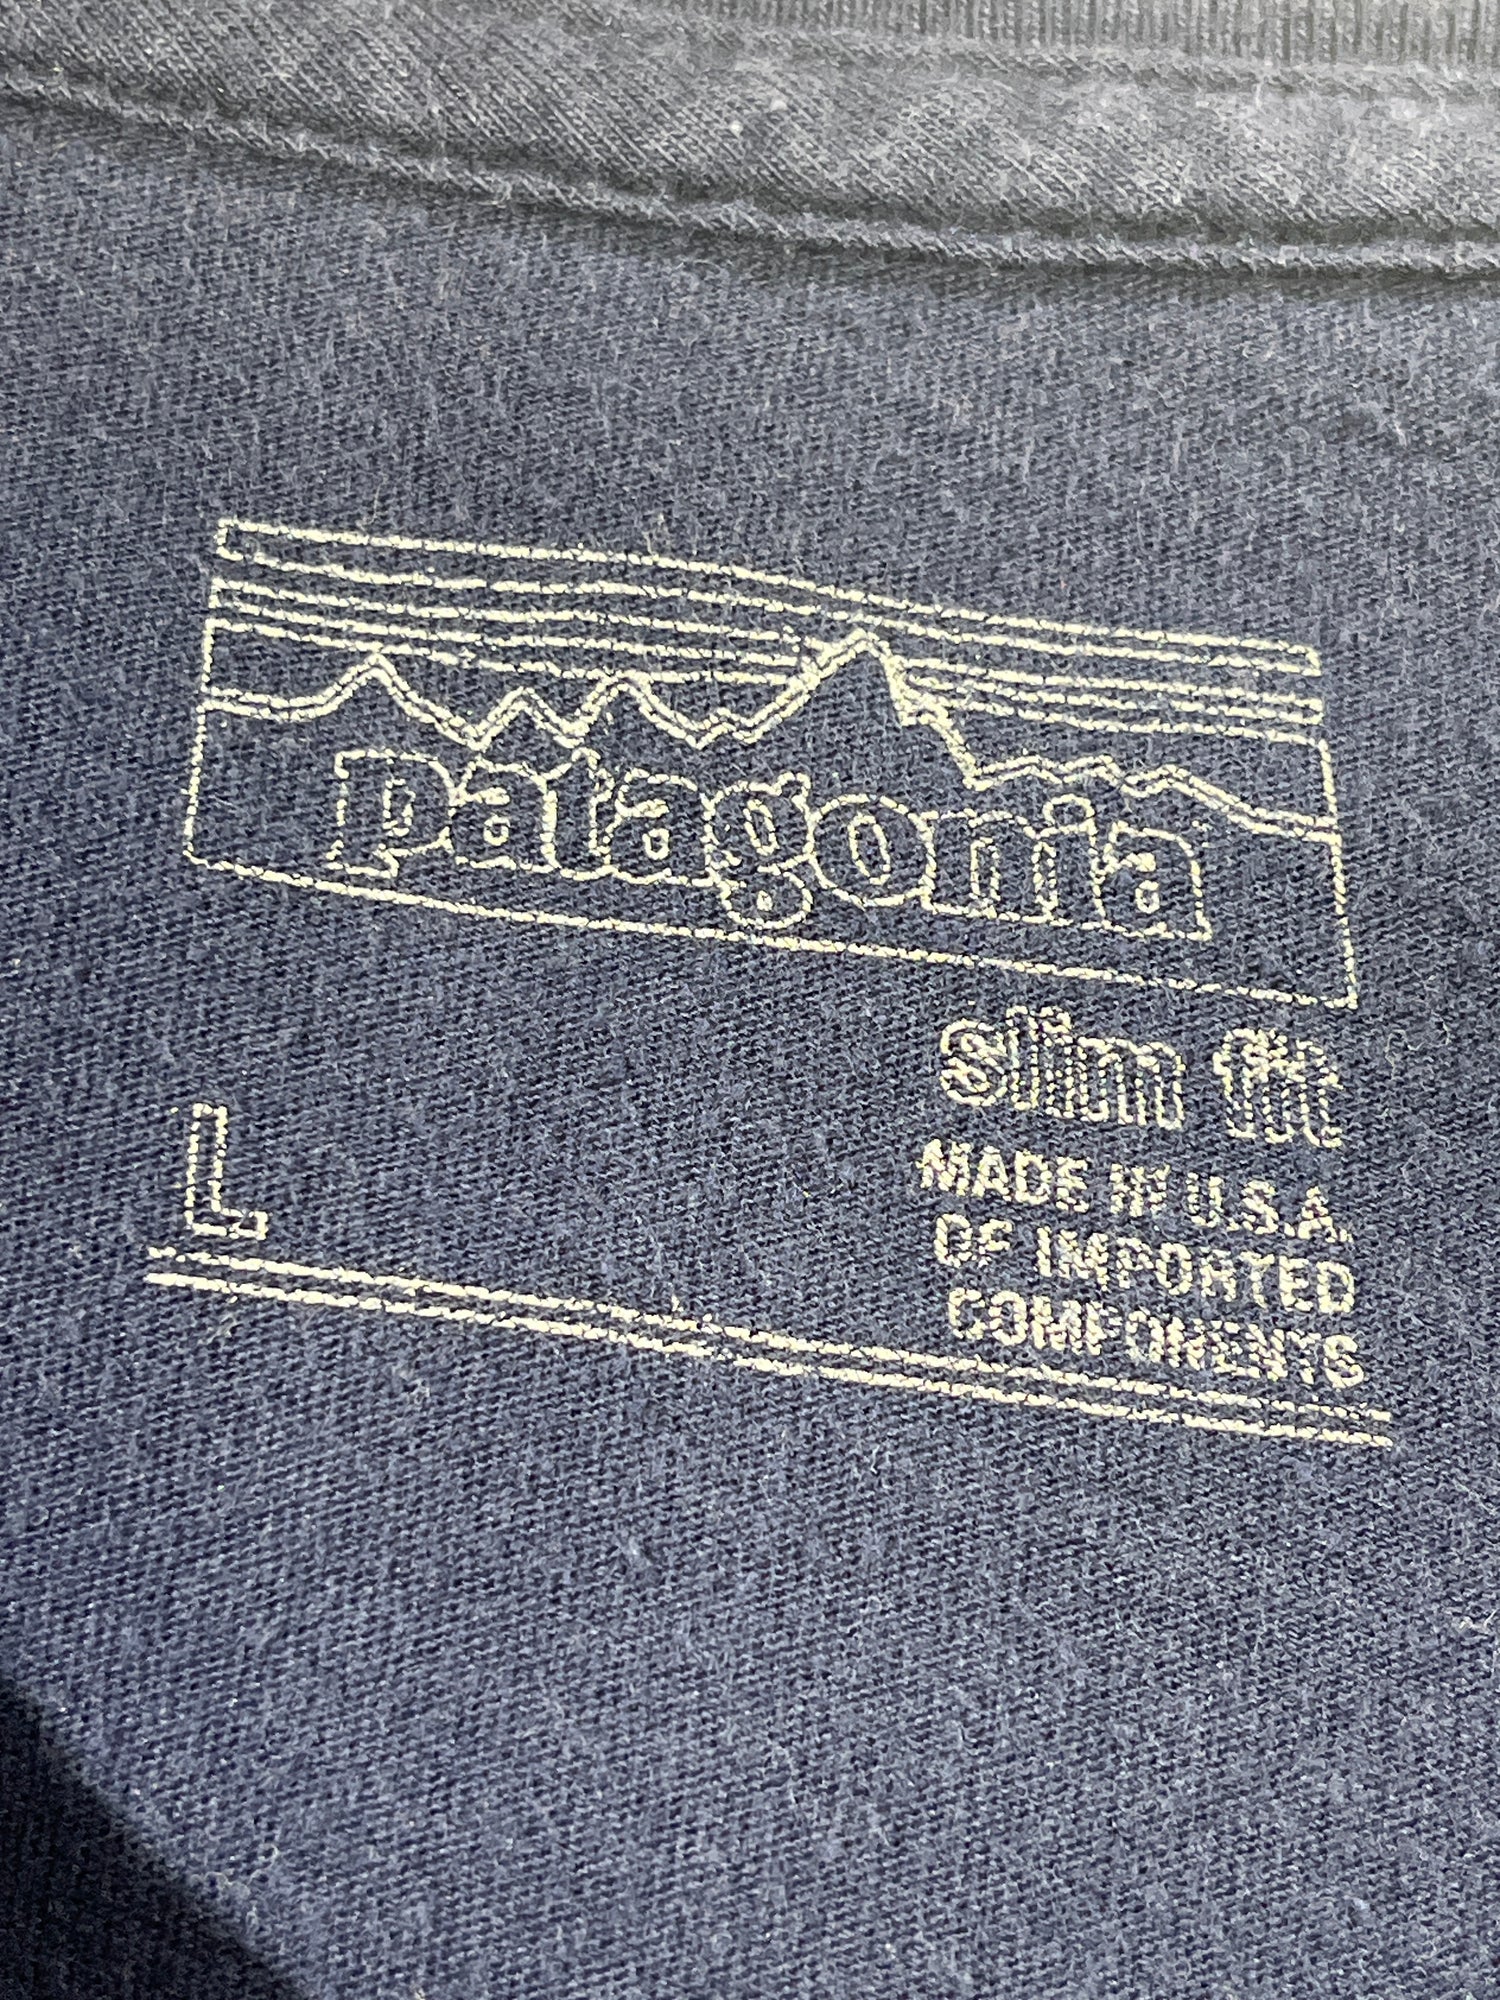 patagonia
slim fit
L
MADE IN U.S.A.
OF IMPORTED
COMPONENTS